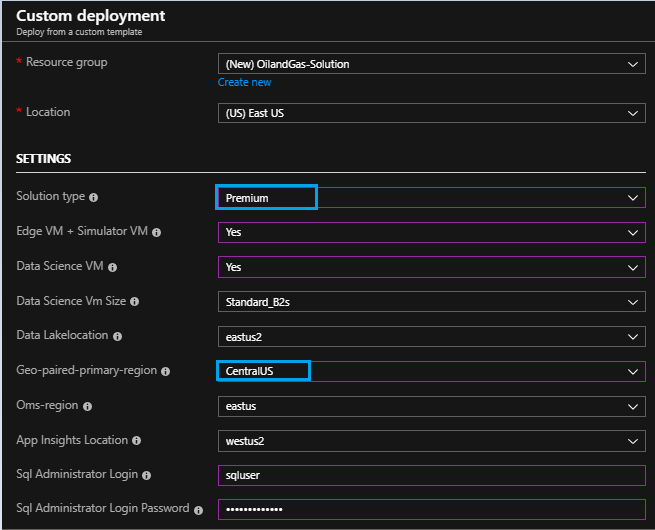 Custom deployment
Deploy from a custom template
* Resource group (New) OilandGas-Solution
Create new
* Location (US) East US
SETTINGS
Solution type Premium
Edge VM + Simulator VM Yes
Data Science VM Yes
Data Science Vm Size Standard_B2s
Data Lakelocation eastus2
Geo-paired-primary-region CentralUS
Oms-region eastus
App Insights Location westus2
Sql Administrator Login sqluser
Sql Administrator Login Password •••••••••••••